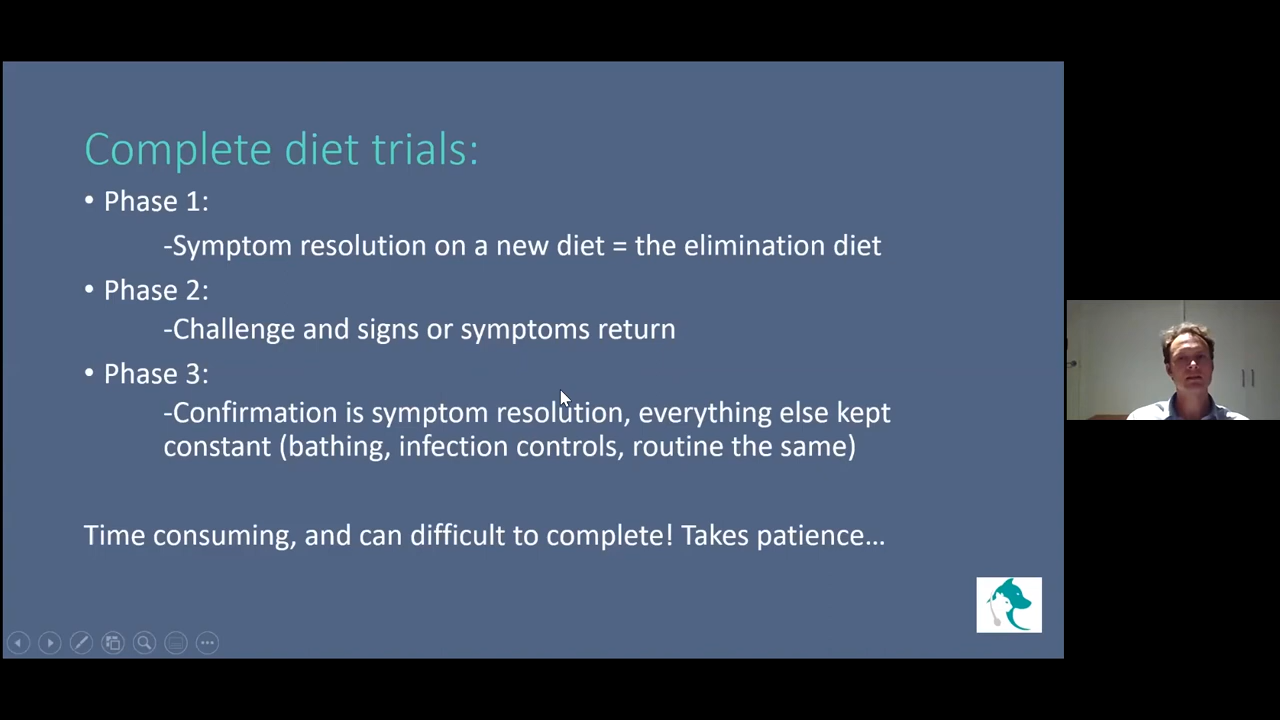 Complete diet trials:
• Phase 1:
-Symptom resolution on a new diet = the elimination diet
• Phase 2:
-Challenge and signs or symptoms return
• Phase 3:
-Confirmation is symptom resolution, everything else kept
constant (bathing, infection controls, routine the same)
Time consuming, and can difficult to complete! Takes patience…